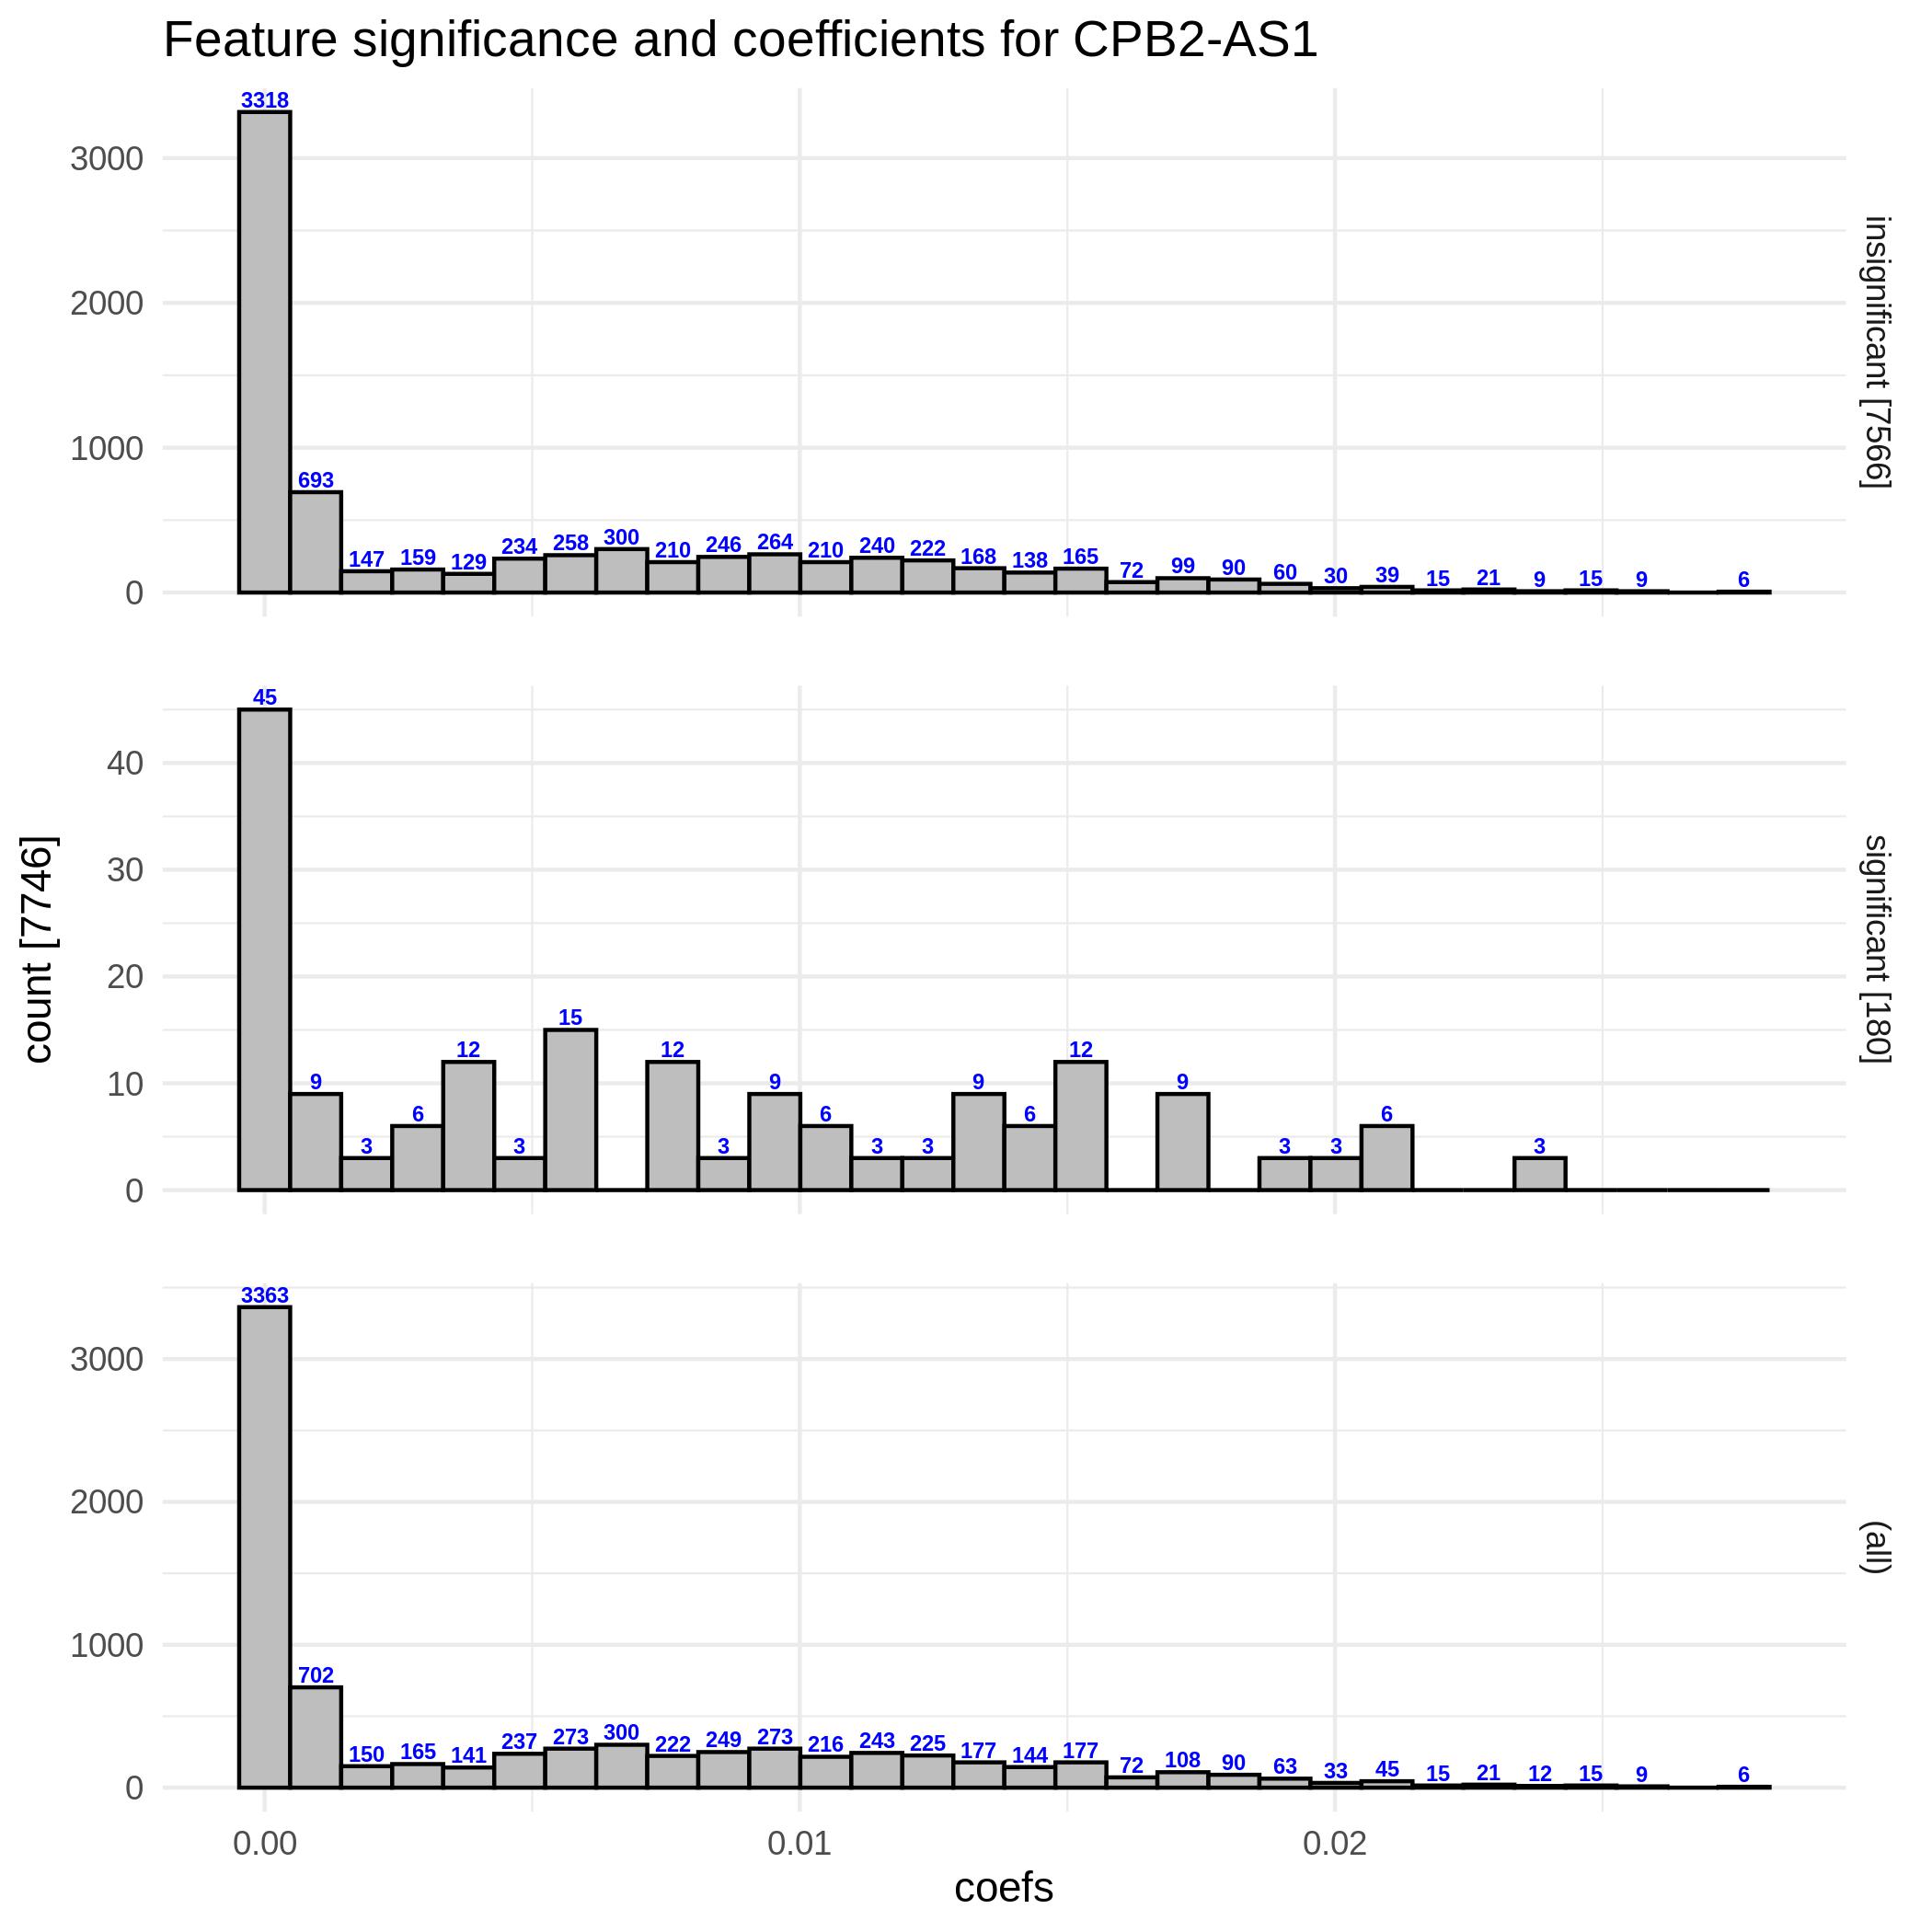 Feature significance and coefficients for CPB2-AS1
3318
3000
2000
1000
693
147 159 129 234 258 300 210 246 264 210 240 222 168 138 165 72 99 90 60 30 39 15 21 9 15 9 6
0
insignificant [7566]
45
40
30
20
10
0
9 3 6 12 3 15 12 3 9 6 3 3 9 6 12 9 3 3 6 3
significant [180]
count [7746]
3363
3000
2000
1000
702
150 165 141 237 273 300 222 249 273 216 243 225 177 144 177 72 108 90 63 33 45 15 21 12 15 9 6
0
(all)
0.00 0.01 0.02
coefs